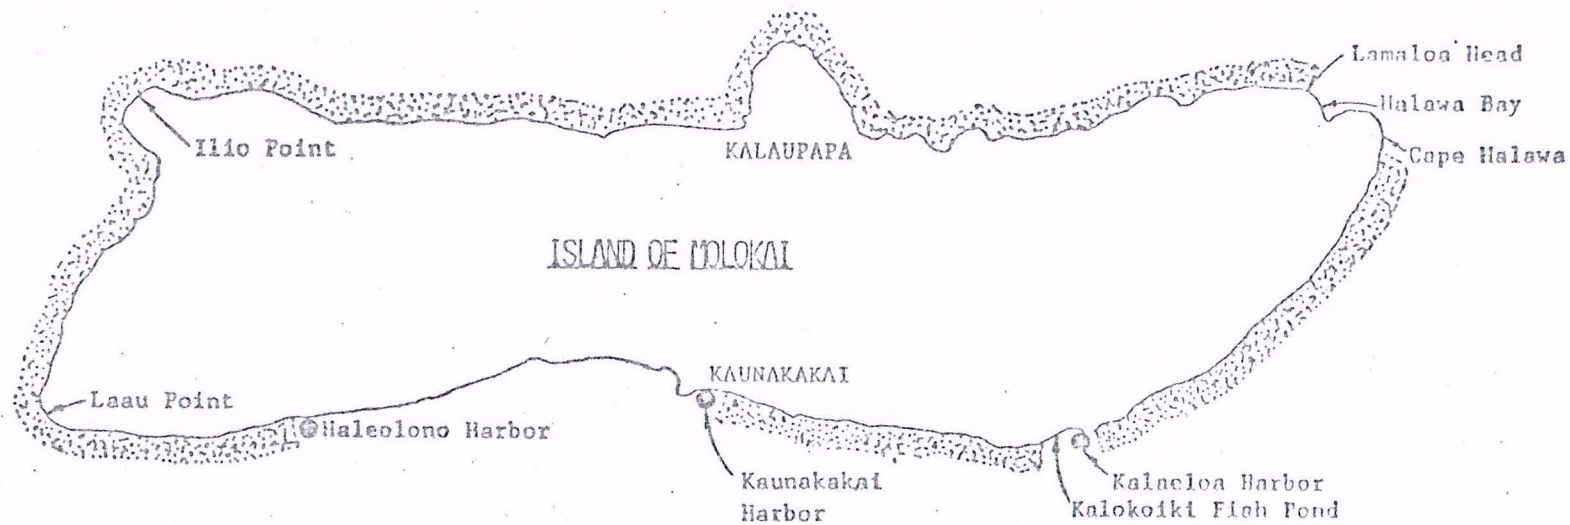 Lamaloa Head
Halawa Bay
Ilio Point
KALAUPAPA
Cape Halawa
ISLAND OF MOLOKAI
KAUNAKAKAI
Laau Point
Haleolono Harbor
Kaunakakai
Harbor
Kalaeloa Harbor
Kalokoiki Fish Pond